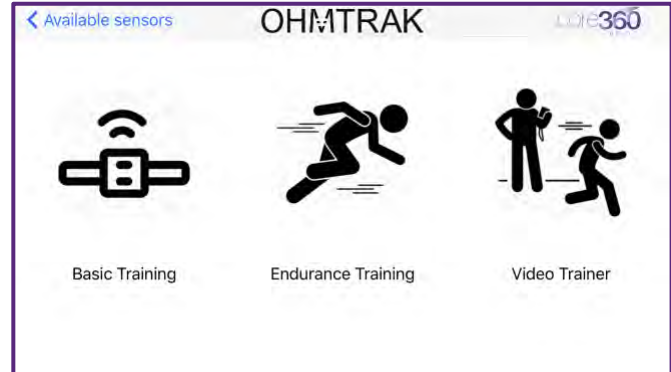 Available sensors
OHMTRAK
core360
Basic Training
Endurance Training
Video Trainer